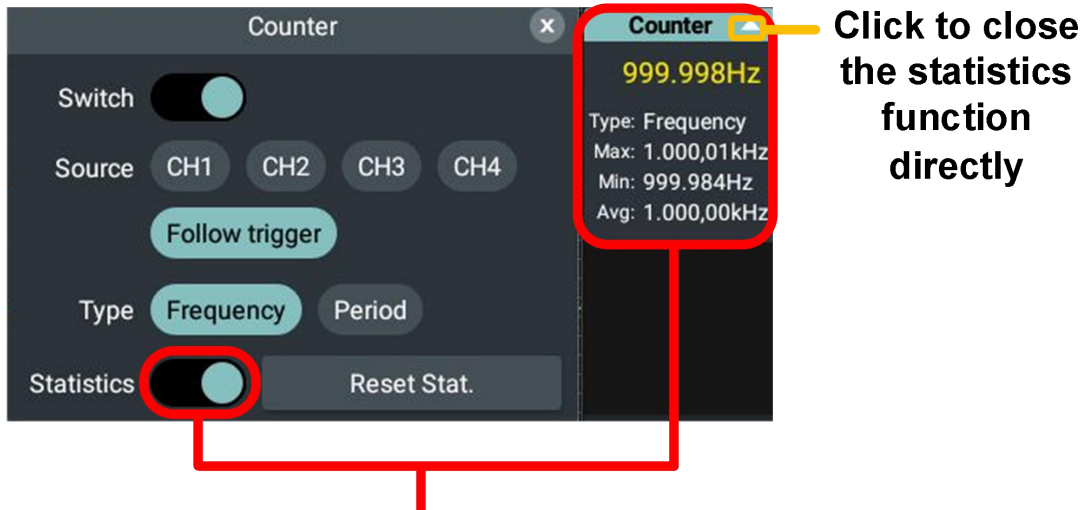 Counter
x
Switch
Source CH1 CH2 CH3 CH4
Follow trigger
Type Frequency Period
Statistics Reset Stat.
Counter
999.998Hz
Type: Frequency
Max: 1.000,01kHz
Min: 999.984Hz
Avg: 1.000,00kHz
Click to close
the statistics
function
directly